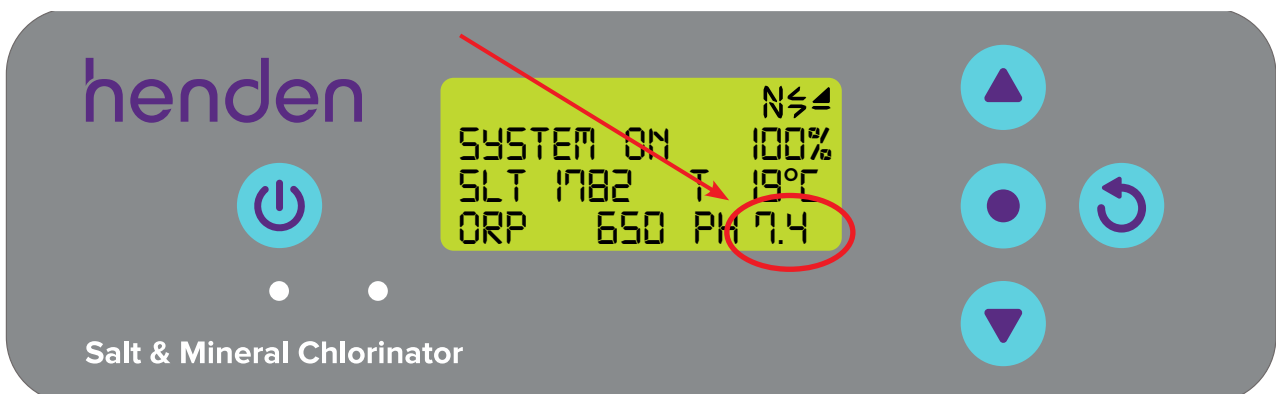 henden
N
SYSTEM ON 100%
SLT 1782 T 19°C
ORP 650 PH 7.4
Salt & Mineral Chlorinator